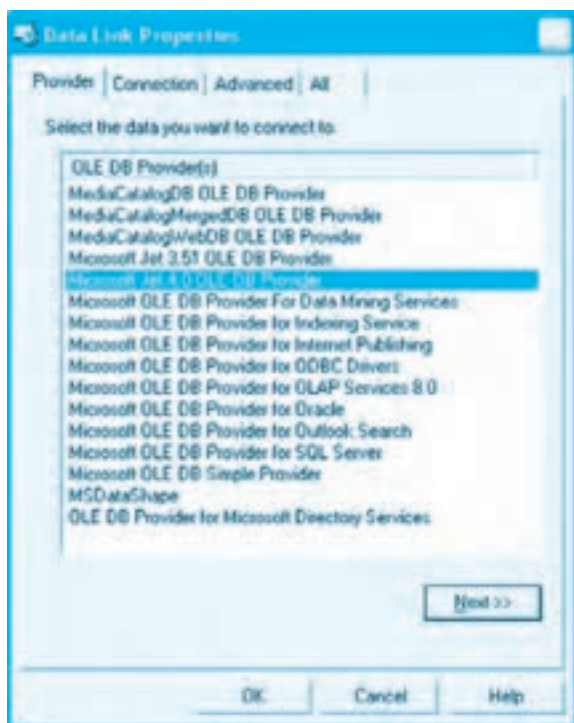 Data Link Properties
Provider Connection Advanced All
Select the data you want to connect to:
OLE DB Provider(s)
MediaCatalogDB OLE DB Provider
MediaCatalogMergedDB OLE DB Provider
MediaCatalogWebDB OLE DB Provider
Microsoft Jet 3.51 OLE DB Provider
Microsoft Jet 4.0 OLE DB Provider
Microsoft OLE DB Provider For Data Mining Services
Microsoft OLE DB Provider for Indexing Service
Microsoft OLE DB Provider for Internet Publishing
Microsoft OLE DB Provider for ODBC Drivers
Microsoft OLE DB Provider for OLAP Services 8.0
Microsoft OLE DB Provider for Oracle
Microsoft OLE DB Provider for Outlook Search
Microsoft OLE DB Provider for SQL Server
Microsoft OLE DB Simple Provider
MSDataShape
OLE DB Provider for Microsoft Directory Services
Next >>
OK Cancel Help